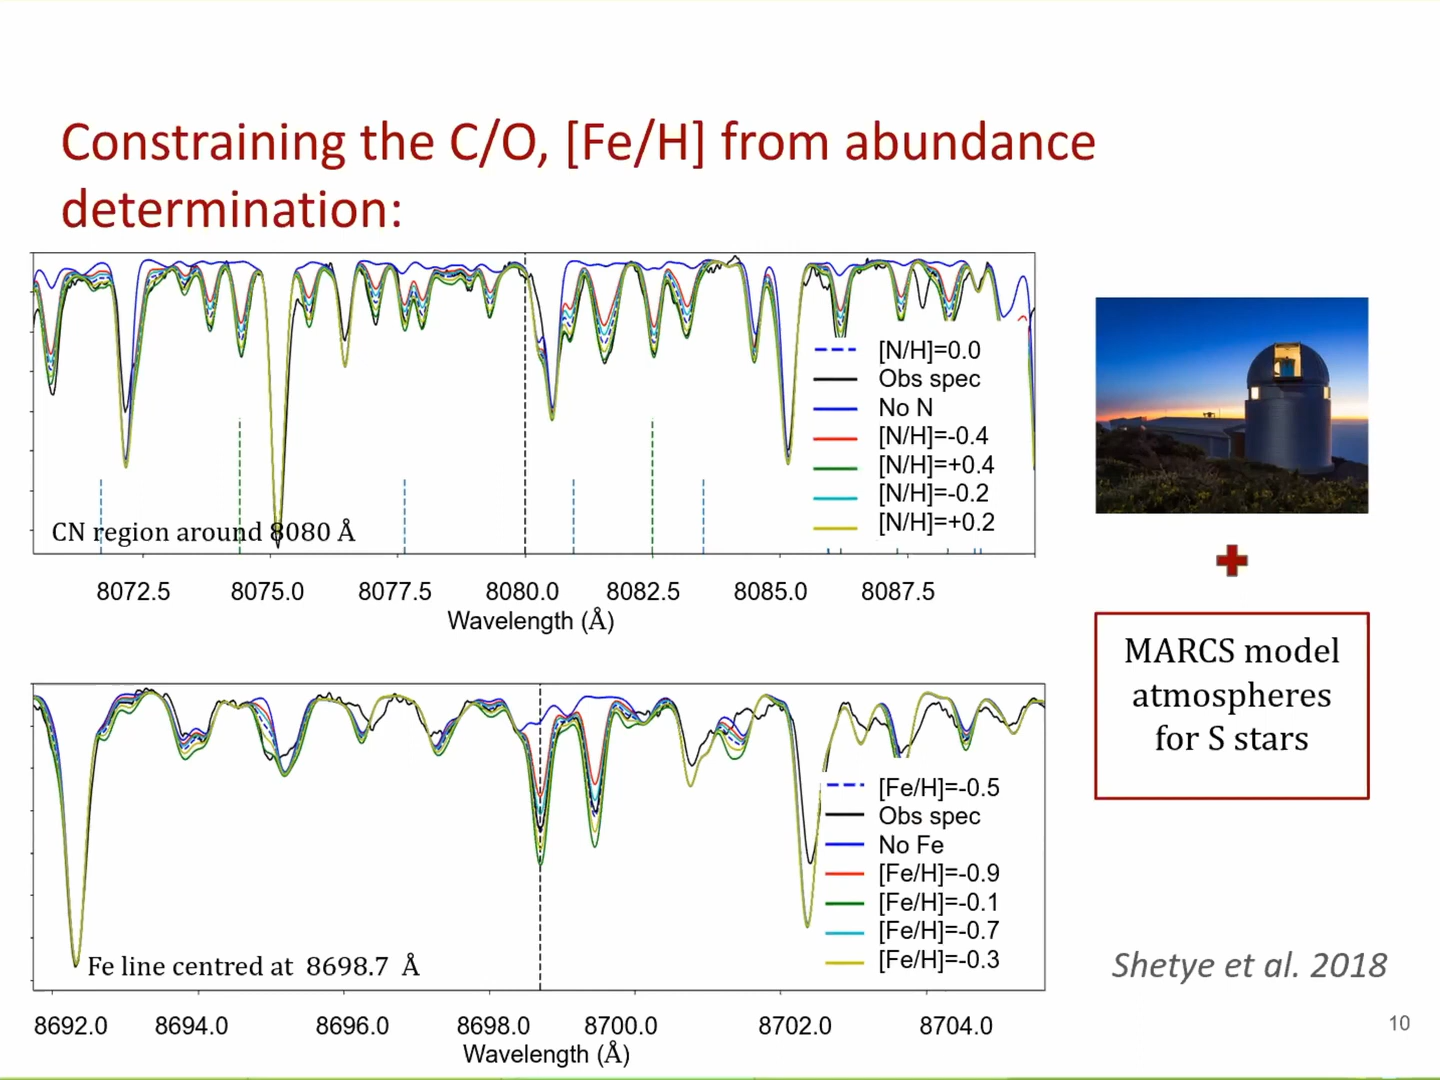 Constraining the C/O, [Fe/H] from abundance
determination:
[N/H]=0.0
Obs spec
No N
[N/H]=-0.4
[N/H]=+0.4
[N/H]=-0.2
[N/H]=+0.2
CN region around 8080 Å
8072.5 8075.0 8077.5 8080.0 8082.5 8085.0 8087.5
Wavelength (Å)
MARCS model
atmospheres
for S stars
[Fe/H]=-0.5
Obs spec
No Fe
[Fe/H]=-0.9
[Fe/H]=-0.1
[Fe/H]=-0.7
[Fe/H]=-0.3
Fe line centred at 8698.7 Å
8692.0 8694.0 8696.0 8698.0 8700.0 8702.0 8704.0
Wavelength (Å)
Shetye et al. 2018
10